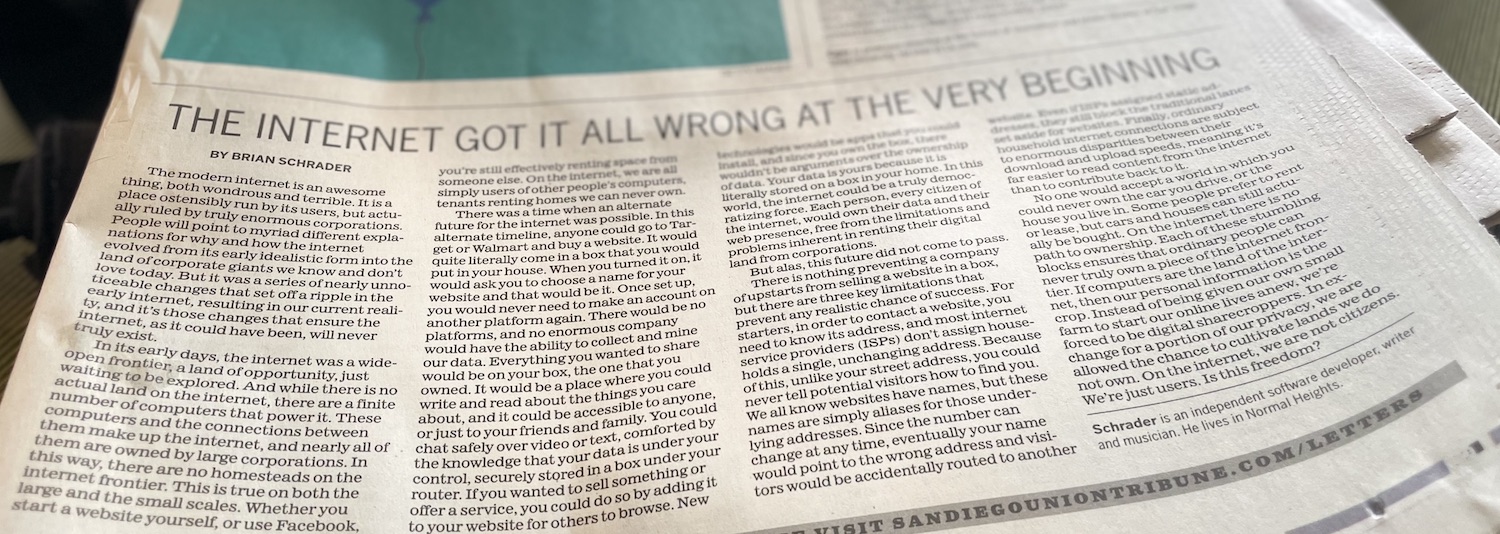 THE INTERNET GOT IT ALL WRONG AT THE VERY BEGINNING
BY BRIAN SCHRADER
The modern internet is an awesome
thing, both wondrous and terrible. It is a
place ostensibly run by its users, but actu-
ally ruled by truly enormous corporations.
People will point to myriad different expla-
nations for why and how the internet
evolved from its early idealistic form into the
land of corporate giants we know and don't
love today. But it was a series of nearly unno-
ticeable changes that set off a ripple in the
early internet, resulting in our current reali-
ty, and it's those changes that ensure the
internet, as it could have been, will never
truly exist.
In its early days, the internet was a wide-
open frontier, a land of opportunity, just
waiting to be explored. And while there is no
actual land on the internet, there are a finite
number of computers that power it. These
computers and the connections between
them make up the internet, and nearly all of
them are owned by large corporations. In
this way, there are no homesteads on the
internet frontier. This is true on both the
large and the small scales. Whether you
start a website yourself, or use Facebook,
you're still effectively renting space from
someone else. On the internet, we are all
simply users of other people's computers,
tenants renting homes we can never own.
There was a time when an alternate
future for the internet was possible. In this
alternate timeline, anyone could go to Tar-
get or Walmart and buy a website. It would
quite literally come in a box that you would
put in your house. When you turned it on, it
would ask you to choose a name for your
website and that would be it. Once set up,
you would never need to make an account on
another platform again. There would be no
platforms, and no enormous company
would have the ability to collect and mine
our data. Everything you wanted to share
would be on your box, the one that you
owned. It would be a place where you could
write and read about the things you care
about, and it could be accessible to anyone,
or just to your friends and family. You could
chat safely over video or text, comforted by
the knowledge that your data is under your
control, securely stored in a box under your
router. If you wanted to sell something or
offer a service, you could do so by adding it
to your website for others to browse. New
technologies would be apps that you would
install, and since you own the box, there
wouldn't be arguments over the ownership
of data. Your data is yours because it is
literally stored on a box in your home. In this
world, the internet could be a truly democ-
ratizing force. Each person, every citizen of
the internet, would own their data and their
web presence, free from the limitations and
problems inherent in renting their digital
land from corporations.
But alas, this future did not come to pass.
There is nothing preventing a company
of upstarts from selling a website in a box,
but there are three key limitations that
prevent any realistic chance of success. For
starters, in order to contact a website, you
need to know its address, and most internet
service providers (ISPs) don't assign house-
holds a single, unchanging address. Because
of this, unlike your street address, you could
never tell potential visitors how to find you.
We all know websites have names, but these
names are simply aliases for those under-
lying addresses. Since the number can
change at any time, eventually your name
would point to the wrong address and visi-
tors would be accidentally routed to another
website. Even if ISPs assigned static ad-
dresses, they still block the traditional lanes
set aside for websites. Finally, ordinary
household internet connections are subject
to enormous disparities between their
download and upload speeds, meaning it's
far easier to read content from the internet
than to contribute back to it.
No one would accept a world in which you
could never own the car you drive, or the
house you live in. Some people prefer to rent
or lease, but cars and houses can still actu-
ally be bought. On the internet there is no
path to ownership. Each of these stumbling
blocks ensures that ordinary people can
never truly own a piece of the internet fron-
tier. If computers are the land of the inter-
net, then our personal information is the
crop. Instead of being given our own small
farm to start our online lives anew, we're
forced to be digital sharecroppers. In ex-
change for a portion of our privacy, we are
allowed the chance to cultivate lands we do
not own. On the internet, we are not citizens.
We're just users. Is this freedom?
Schrader is an independent software developer, writer
and musician. He lives in Normal Heights.
VISIT SANDIEGOUNIONTRIBUNE.COM/LETTERS